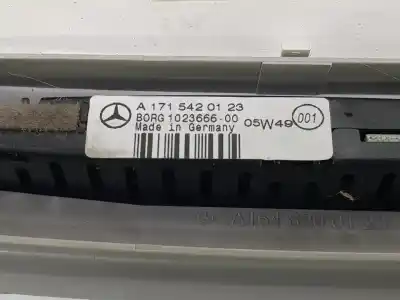 A 171 542 01 23
BORG 1023666-00
Made in Germany
05W49
001